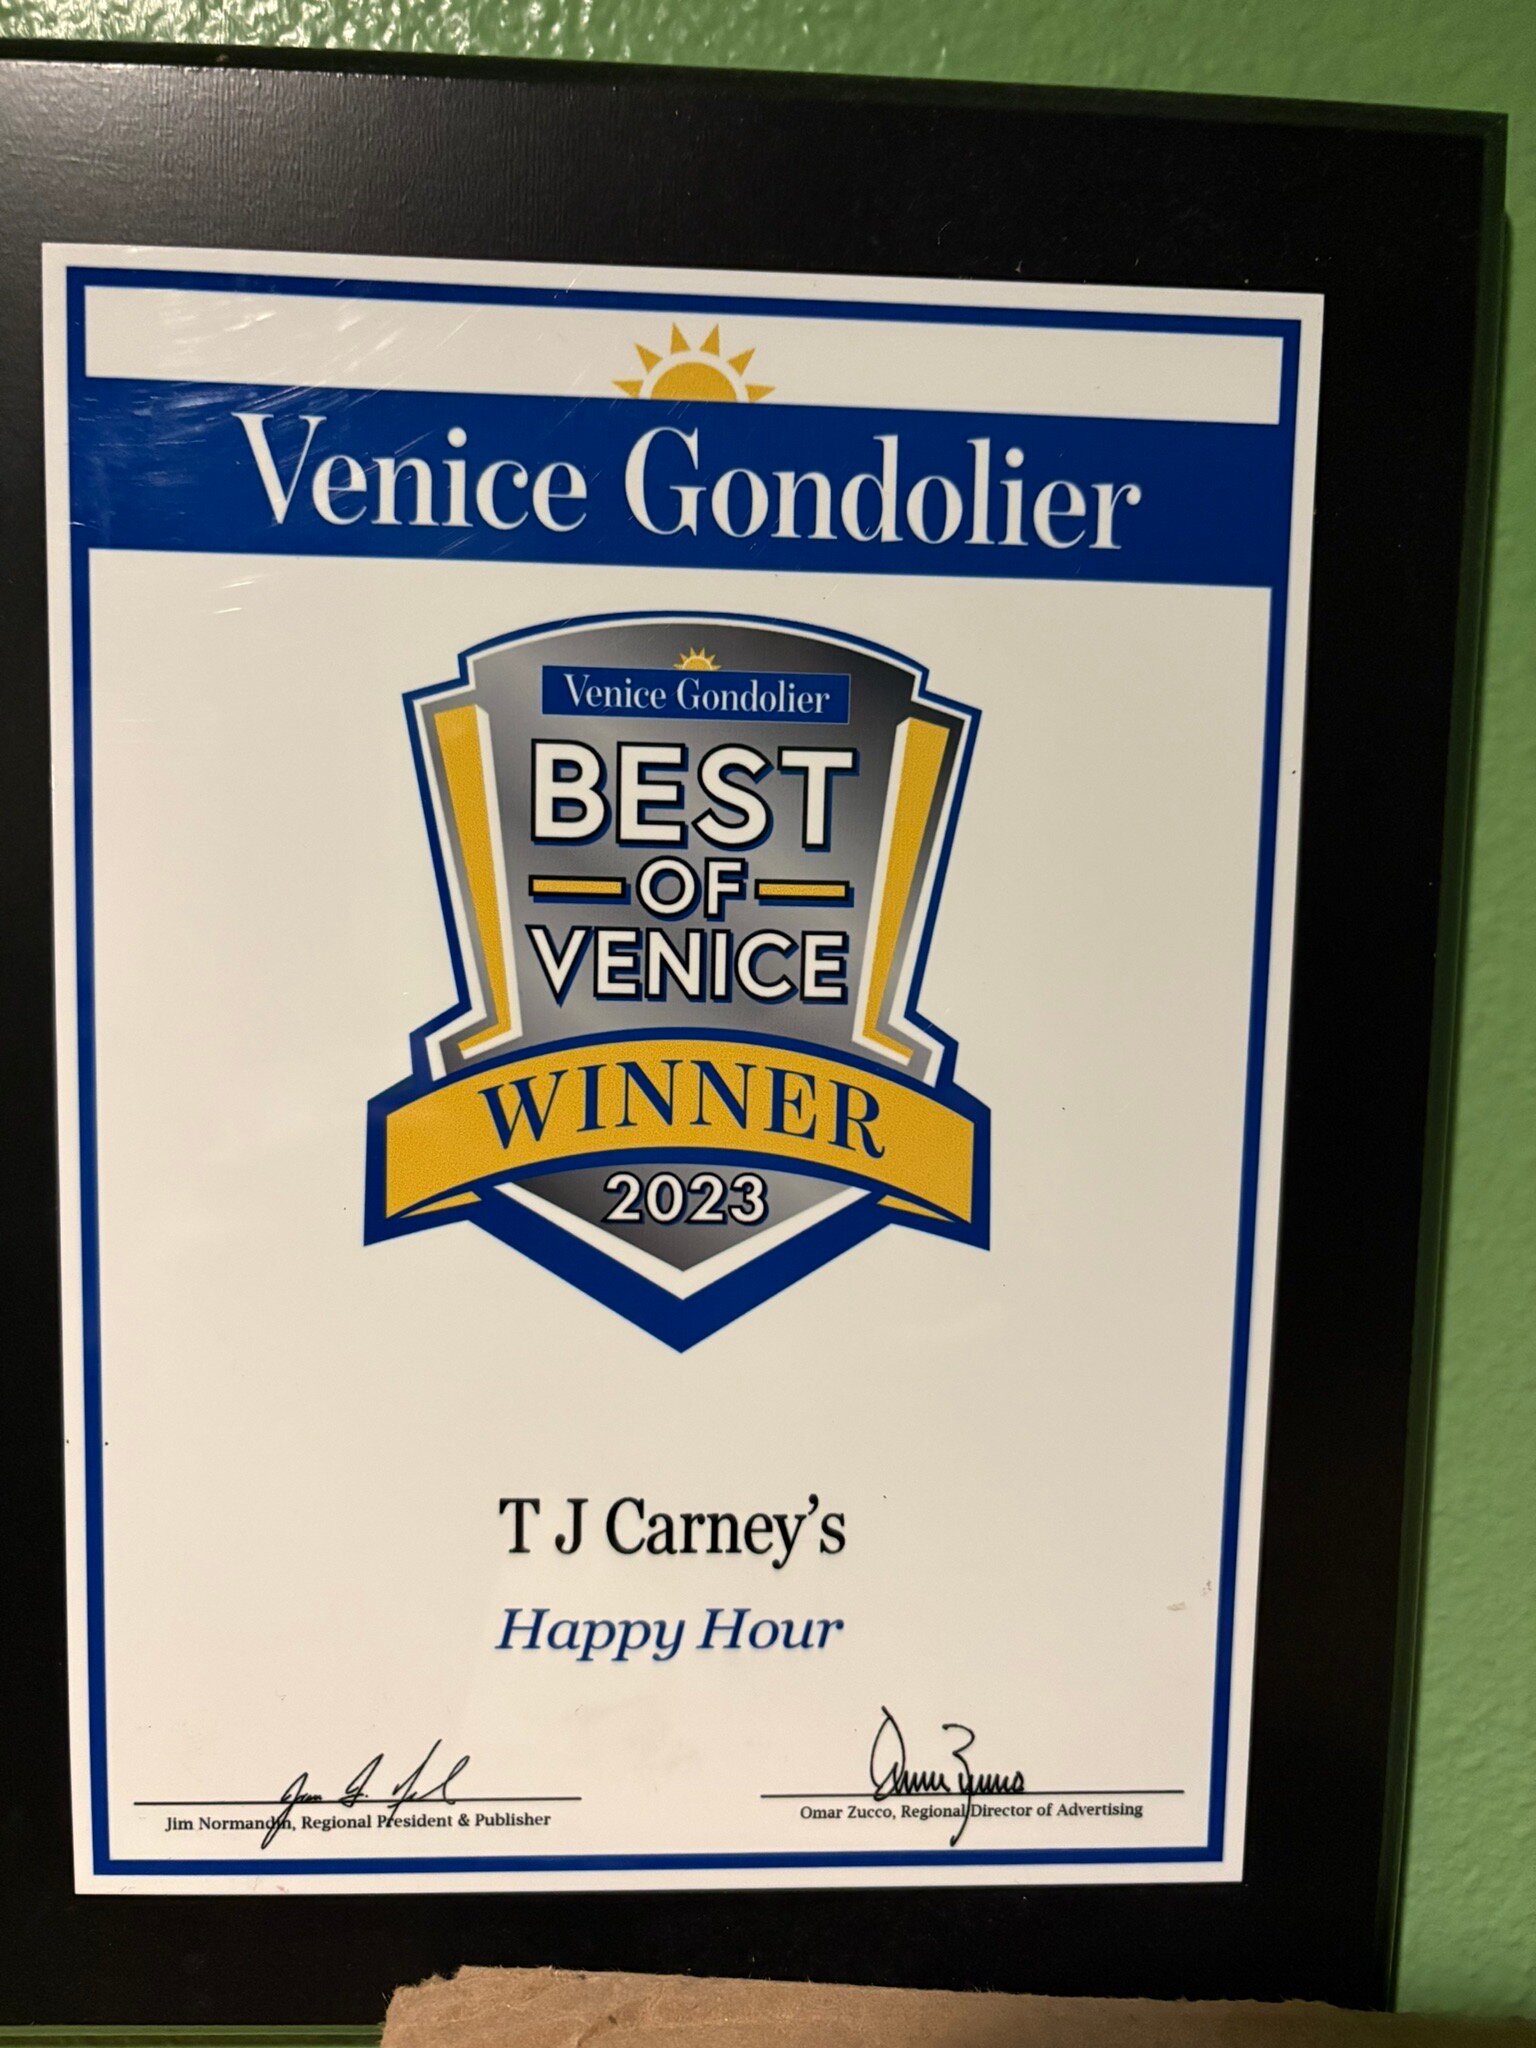 Venice Gondolier
Venice Gondolier
BEST
OF
VENICE
WINNER
2023
T J Carney's
Happy Hour
Jim Normandin, Regional President & Publisher
Omar Zucco, Regional Director of Advertising